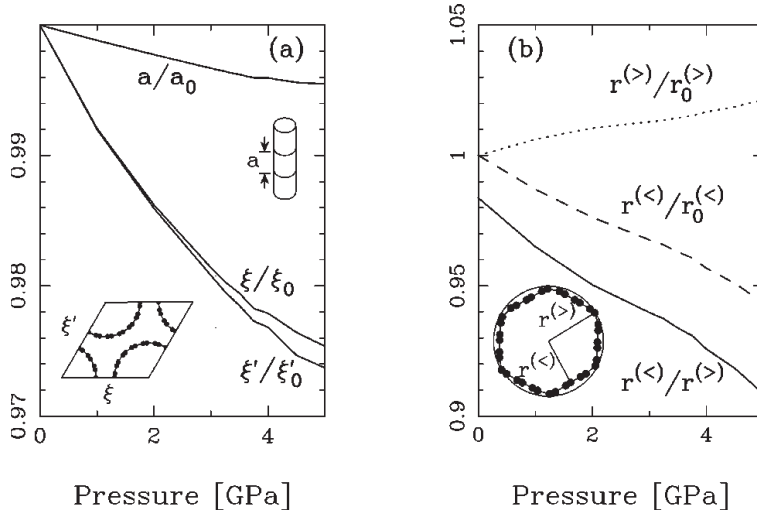 (a)
a/a₀
a
ξ/ξ₀
ξ'
ξ
ξ'/ξ'₀
0.99
0.98
0.97
0 2 4
Pressure [GPa]
(b)
1.05
r⁽ᐳ⁾/r₀⁽ᐳ⁾
1
r⁽ᐸ⁾/r₀⁽ᐸ⁾
0.95
r⁽ᐳ⁾
r⁽ᐸ⁾
r⁽ᐸ⁾/r⁽ᐳ⁾
0.9
0 2 4
Pressure [GPa]